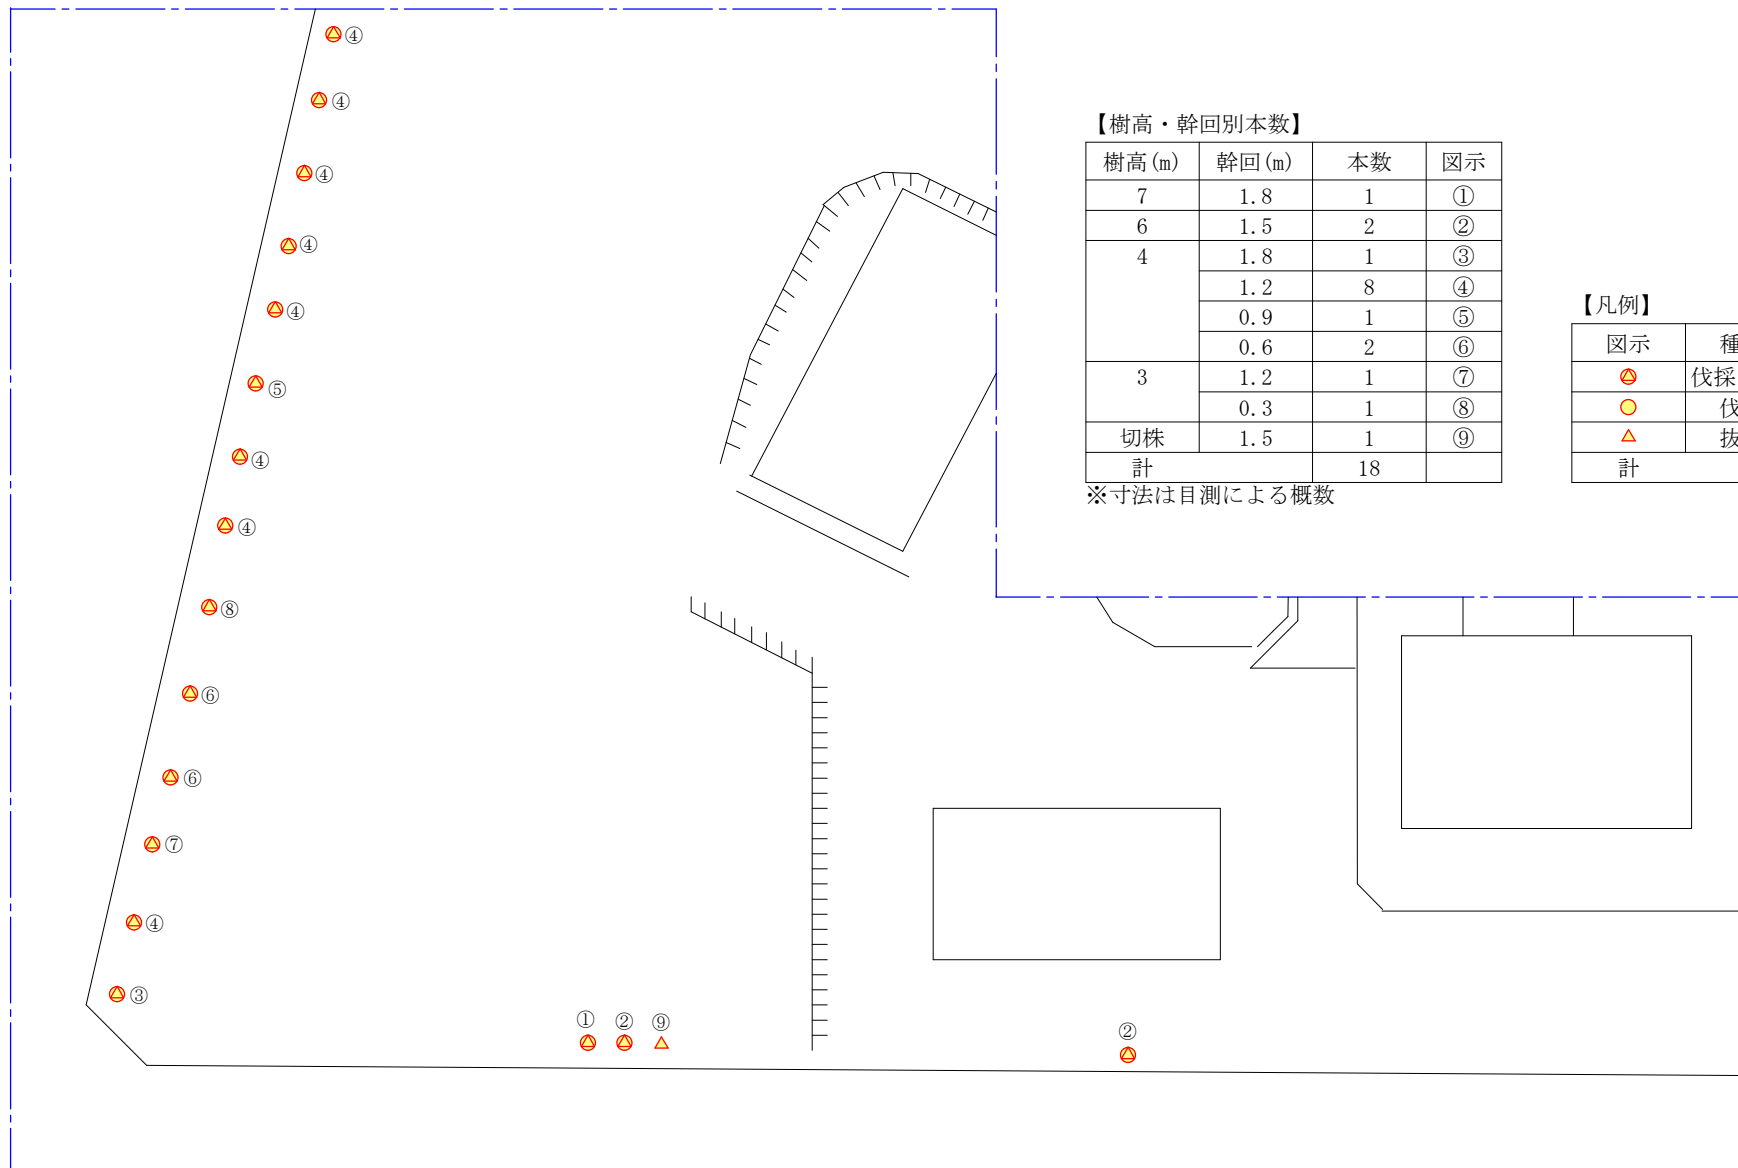 ④
④
④
④
④
⑤
④
④
⑧
⑥
⑥
⑦
④
③
① ② ⑨
②
【樹高・幹回別本数】
樹高(m) 幹回(m) 本数 図示
7 1.8 1 ①
6 1.5 2 ②
4 1.8 1 ③
1.2 8 ④
0.9 1 ⑤
0.6 2 ⑥
3 1.2 1 ⑦
0.3 1 ⑧
切株 1.5 1 ⑨
計 18
※寸法は目測による概数
【凡例】
図示 種
伐採
伐
抜
計